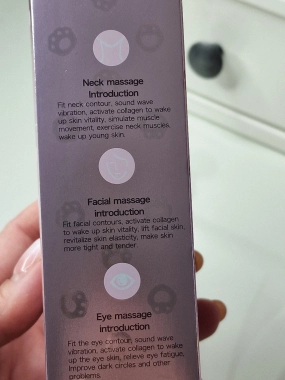 Neck massage
Introduction
Fit neck contour, sound wave
vibration, activate collagen to wake
up skin vitality, simulate muscle
movement, exercise neck muscles,
wake up young skin.
Facial massage
introduction
Fit facial contours, activate collagen
to wake up skin vitality, lift facial skin,
revitalize skin elasticity, make skin
more tight and tender.
Eye massage
introduction
Fit the eye contour, sound wave
vibration, activate collagen to wake
up the eye skin, relieve eye fatigue,
improve dark circles and other
problems.